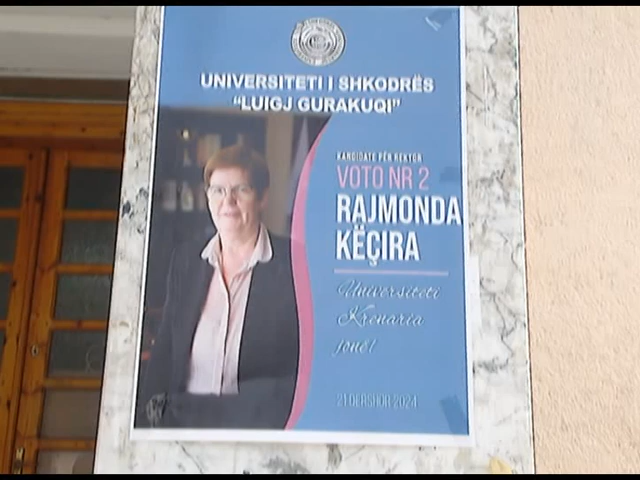 UNIVERSITETI I SHKODRËS
"LUIGJ GURAKUQI"
KANDIDATE PËR REKTOR
VOTO NR 2
RAJMONDA
KËÇIRA
Universiteti
Krenaria
jonë!
21 DHJETOR 2024